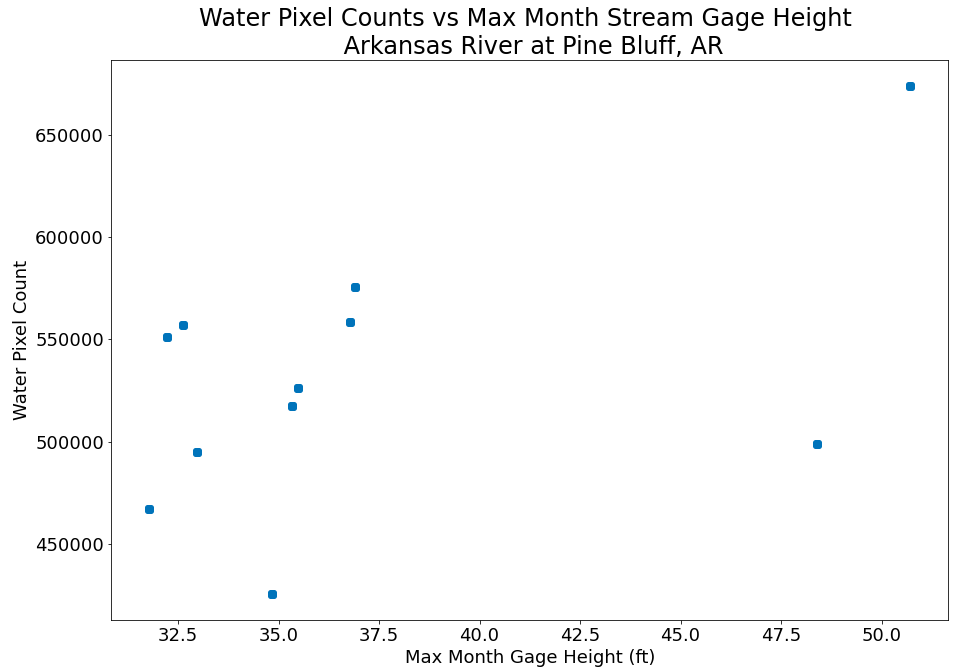 Water Pixel Counts vs Max Month Stream Gage Height
Arkansas River at Pine Bluff, AR
Water Pixel Count
650000
600000
550000
500000
450000
32.5 35.0 37.5 40.0 42.5 45.0 47.5 50.0
Max Month Gage Height (ft)